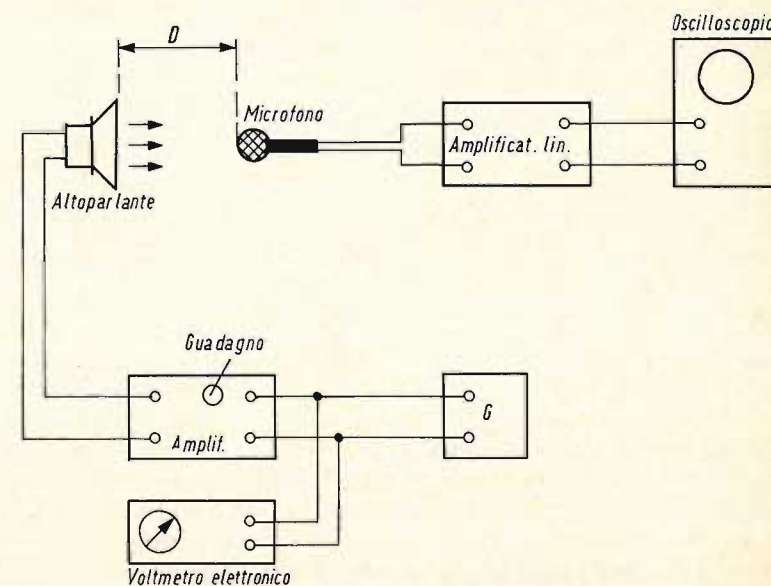 Oscilloscopio
D
Microfono
Amplificat. lin.
Altoparlante
Guadagno
G
Amplif.
Voltmetro elettronico